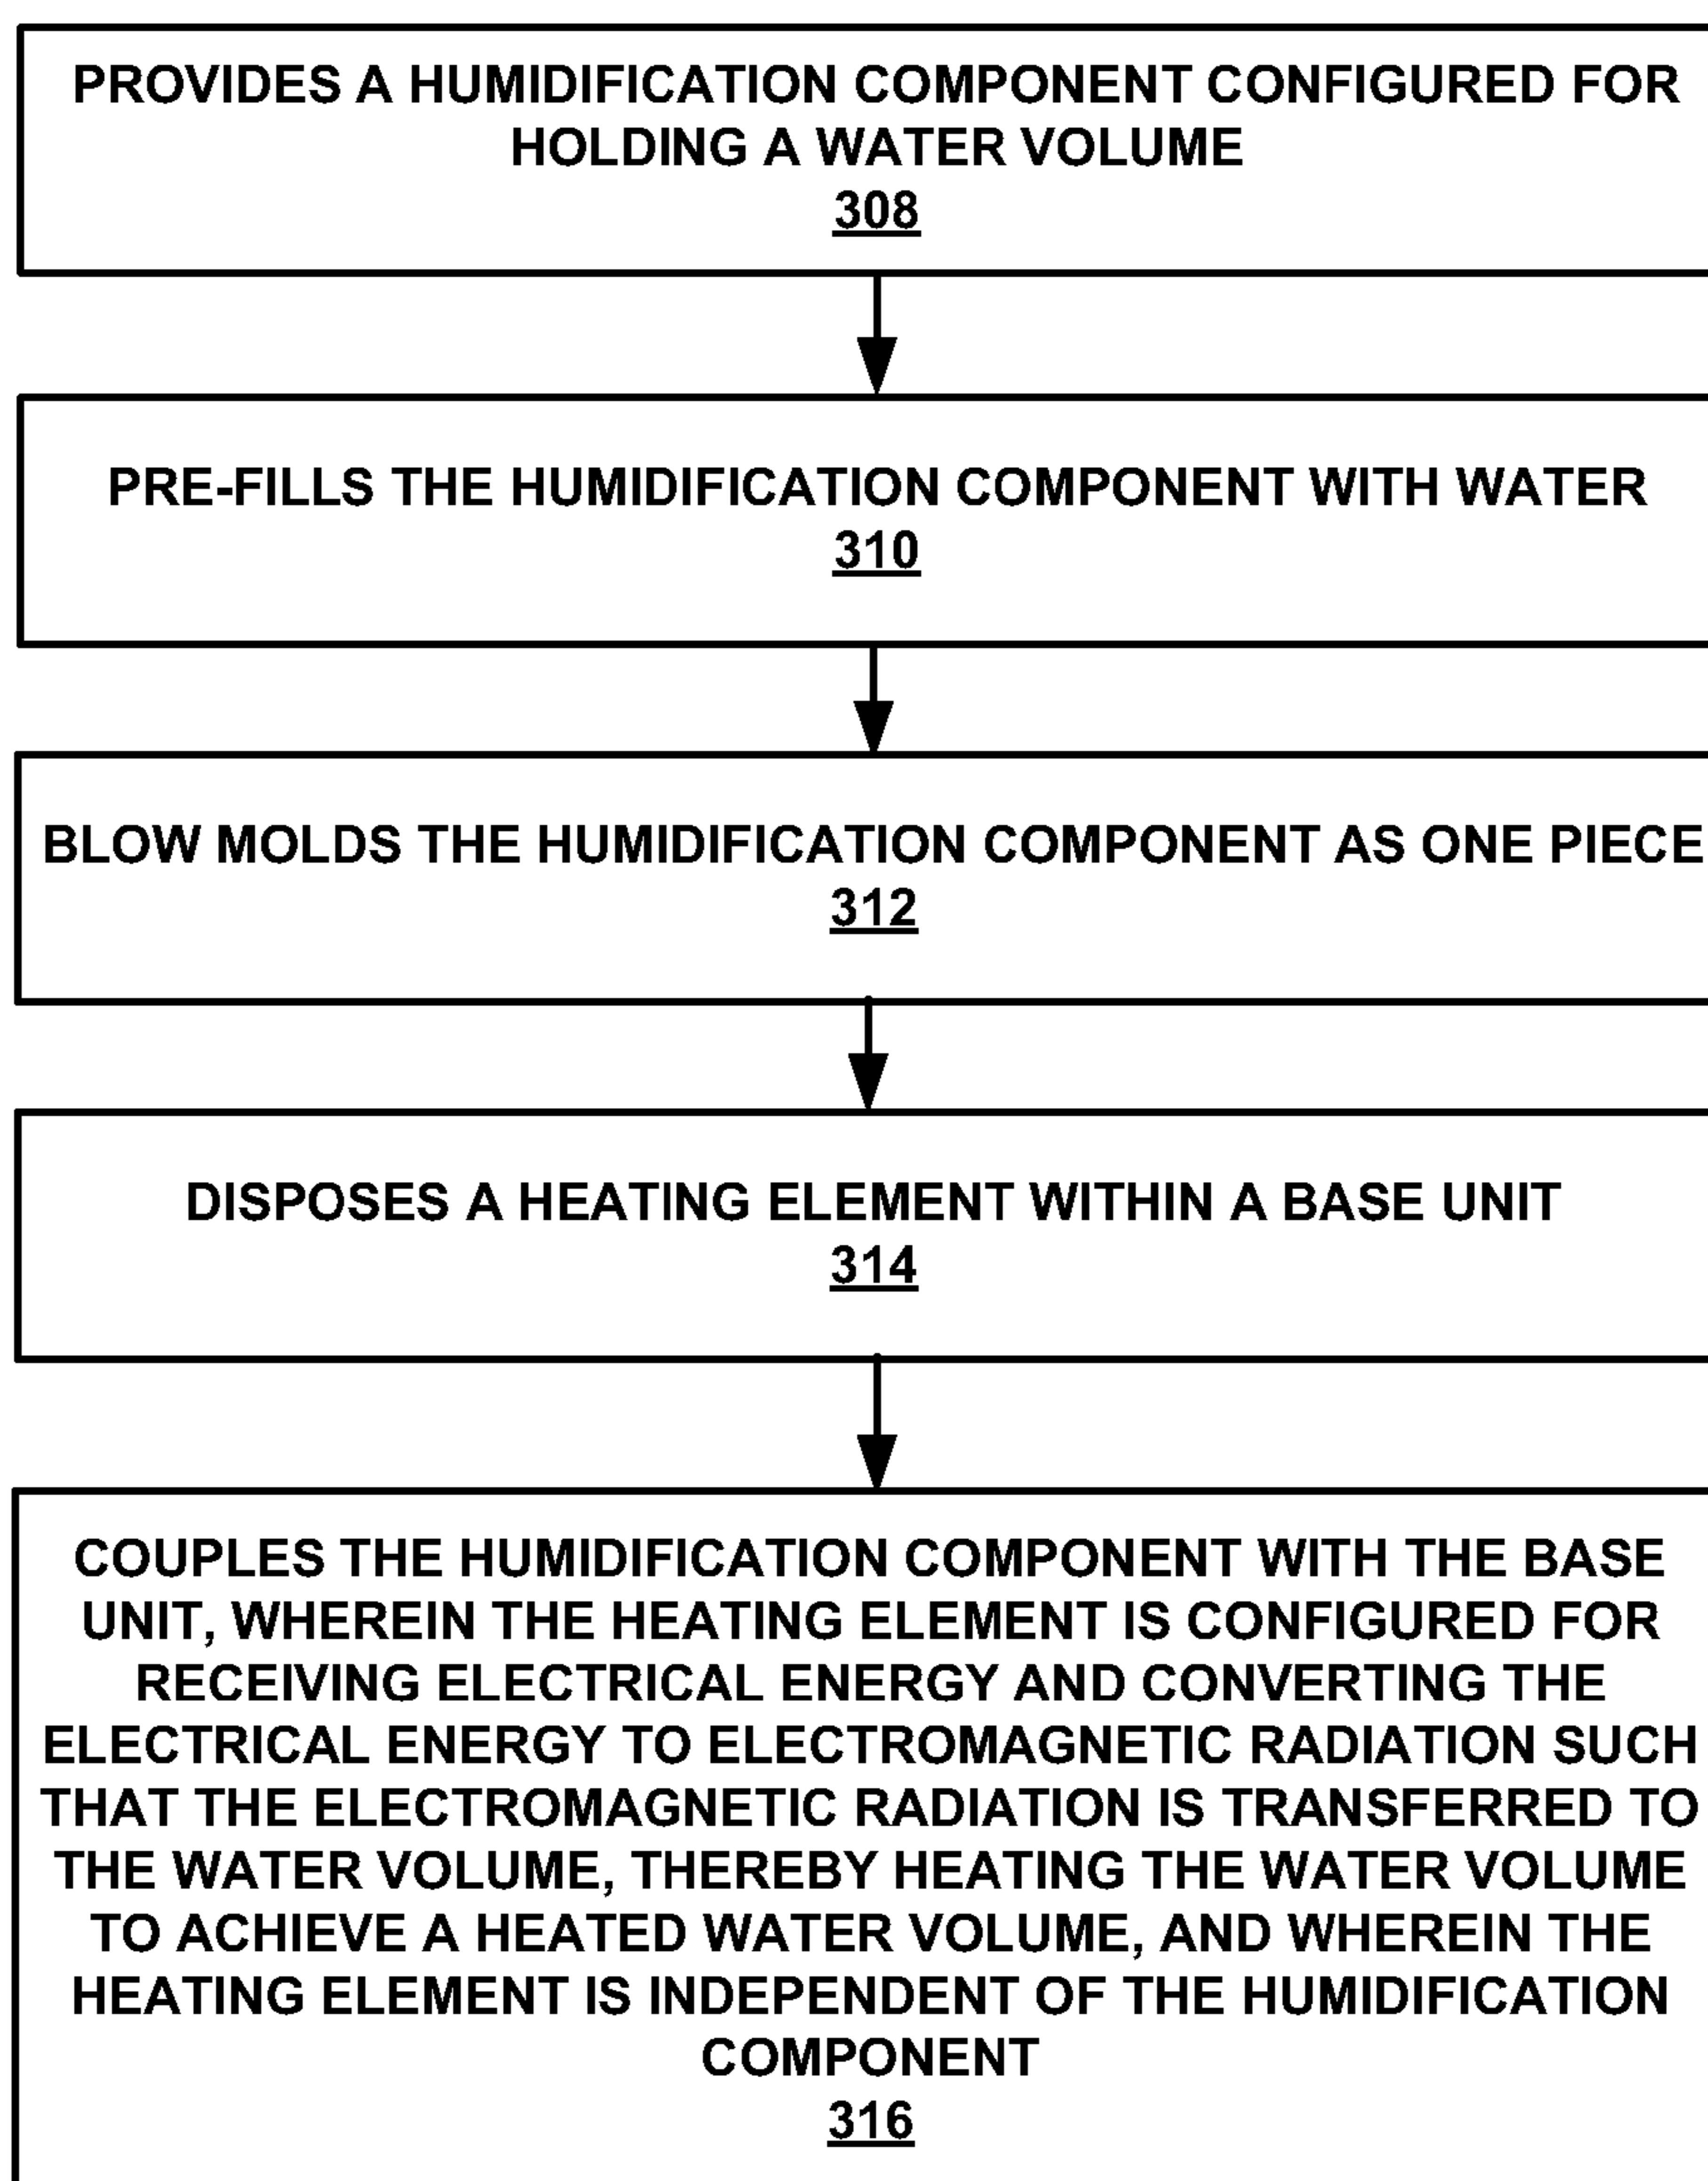 PROVIDES A HUMIDIFICATION COMPONENT CONFIGURED FOR
HOLDING A WATER VOLUME
308
PRE-FILLS THE HUMIDIFICATION COMPONENT WITH WATER
310
BLOW MOLDS THE HUMIDIFICATION COMPONENT AS ONE PIECE
312
DISPOSES A HEATING ELEMENT WITHIN A BASE UNIT
314
COUPLES THE HUMIDIFICATION COMPONENT WITH THE BASE
UNIT, WHEREIN THE HEATING ELEMENT IS CONFIGURED FOR
RECEIVING ELECTRICAL ENERGY AND CONVERTING THE
ELECTRICAL ENERGY TO ELECTROMAGNETIC RADIATION SUCH
THAT THE ELECTROMAGNETIC RADIATION IS TRANSFERRED TO
THE WATER VOLUME, THEREBY HEATING THE WATER VOLUME
TO ACHIEVE A HEATED WATER VOLUME, AND WHEREIN THE
HEATING ELEMENT IS INDEPENDENT OF THE HUMIDIFICATION
COMPONENT
316